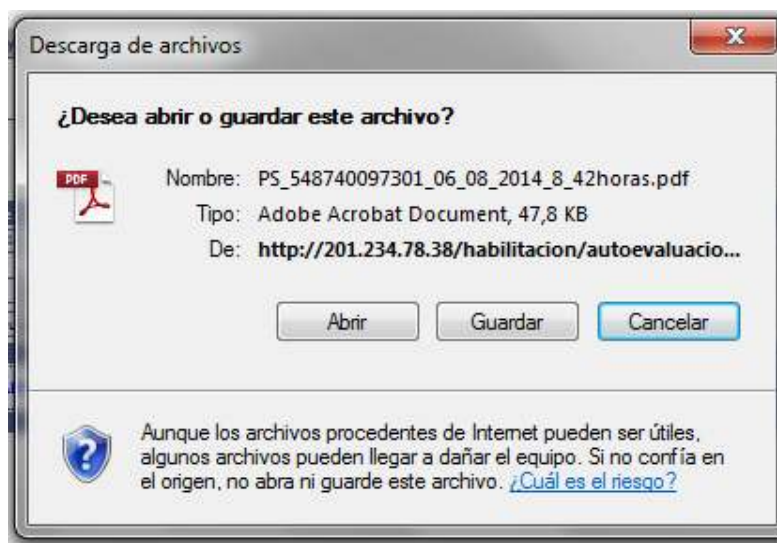 Descarga de archivos
¿Desea abrir o guardar este archivo?
PDF
Nombre: PS_548740097301_06_08_2014_8_42horas.pdf
Tipo: Adobe Acrobat Document, 47,8 KB
De: http://201.234.78.38/habilitacion/autoevaluacio...
Abrir Guardar Cancelar
Aunque los archivos procedentes de Internet pueden ser útiles,
algunos archivos pueden llegar a dañar el equipo. Si no confía en
el origen, no abra ni guarde este archivo. ¿Cuál es el riesgo?